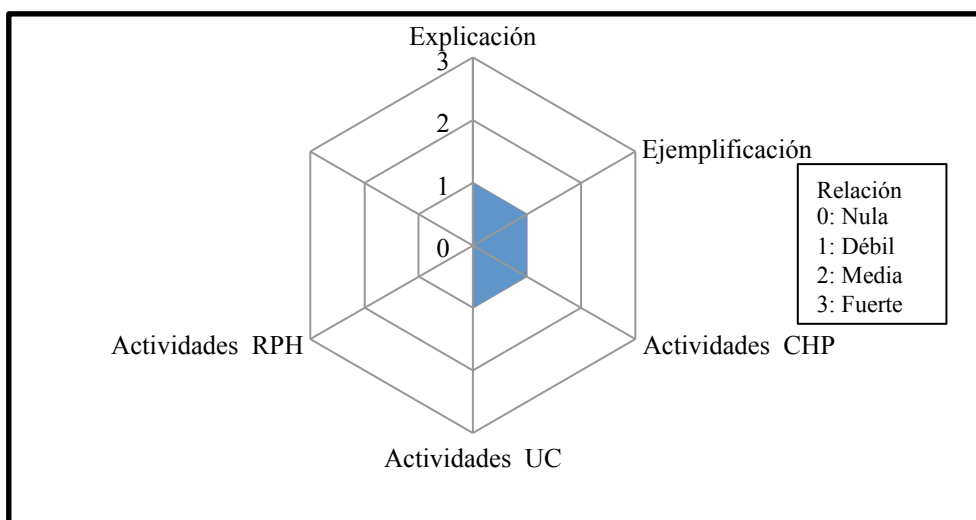 Explicación
3
2
1
0
Ejemplificación
Relación
0: Nula
1: Débil
2: Media
3: Fuerte
Actividades RPH
Actividades CHP
Actividades UC